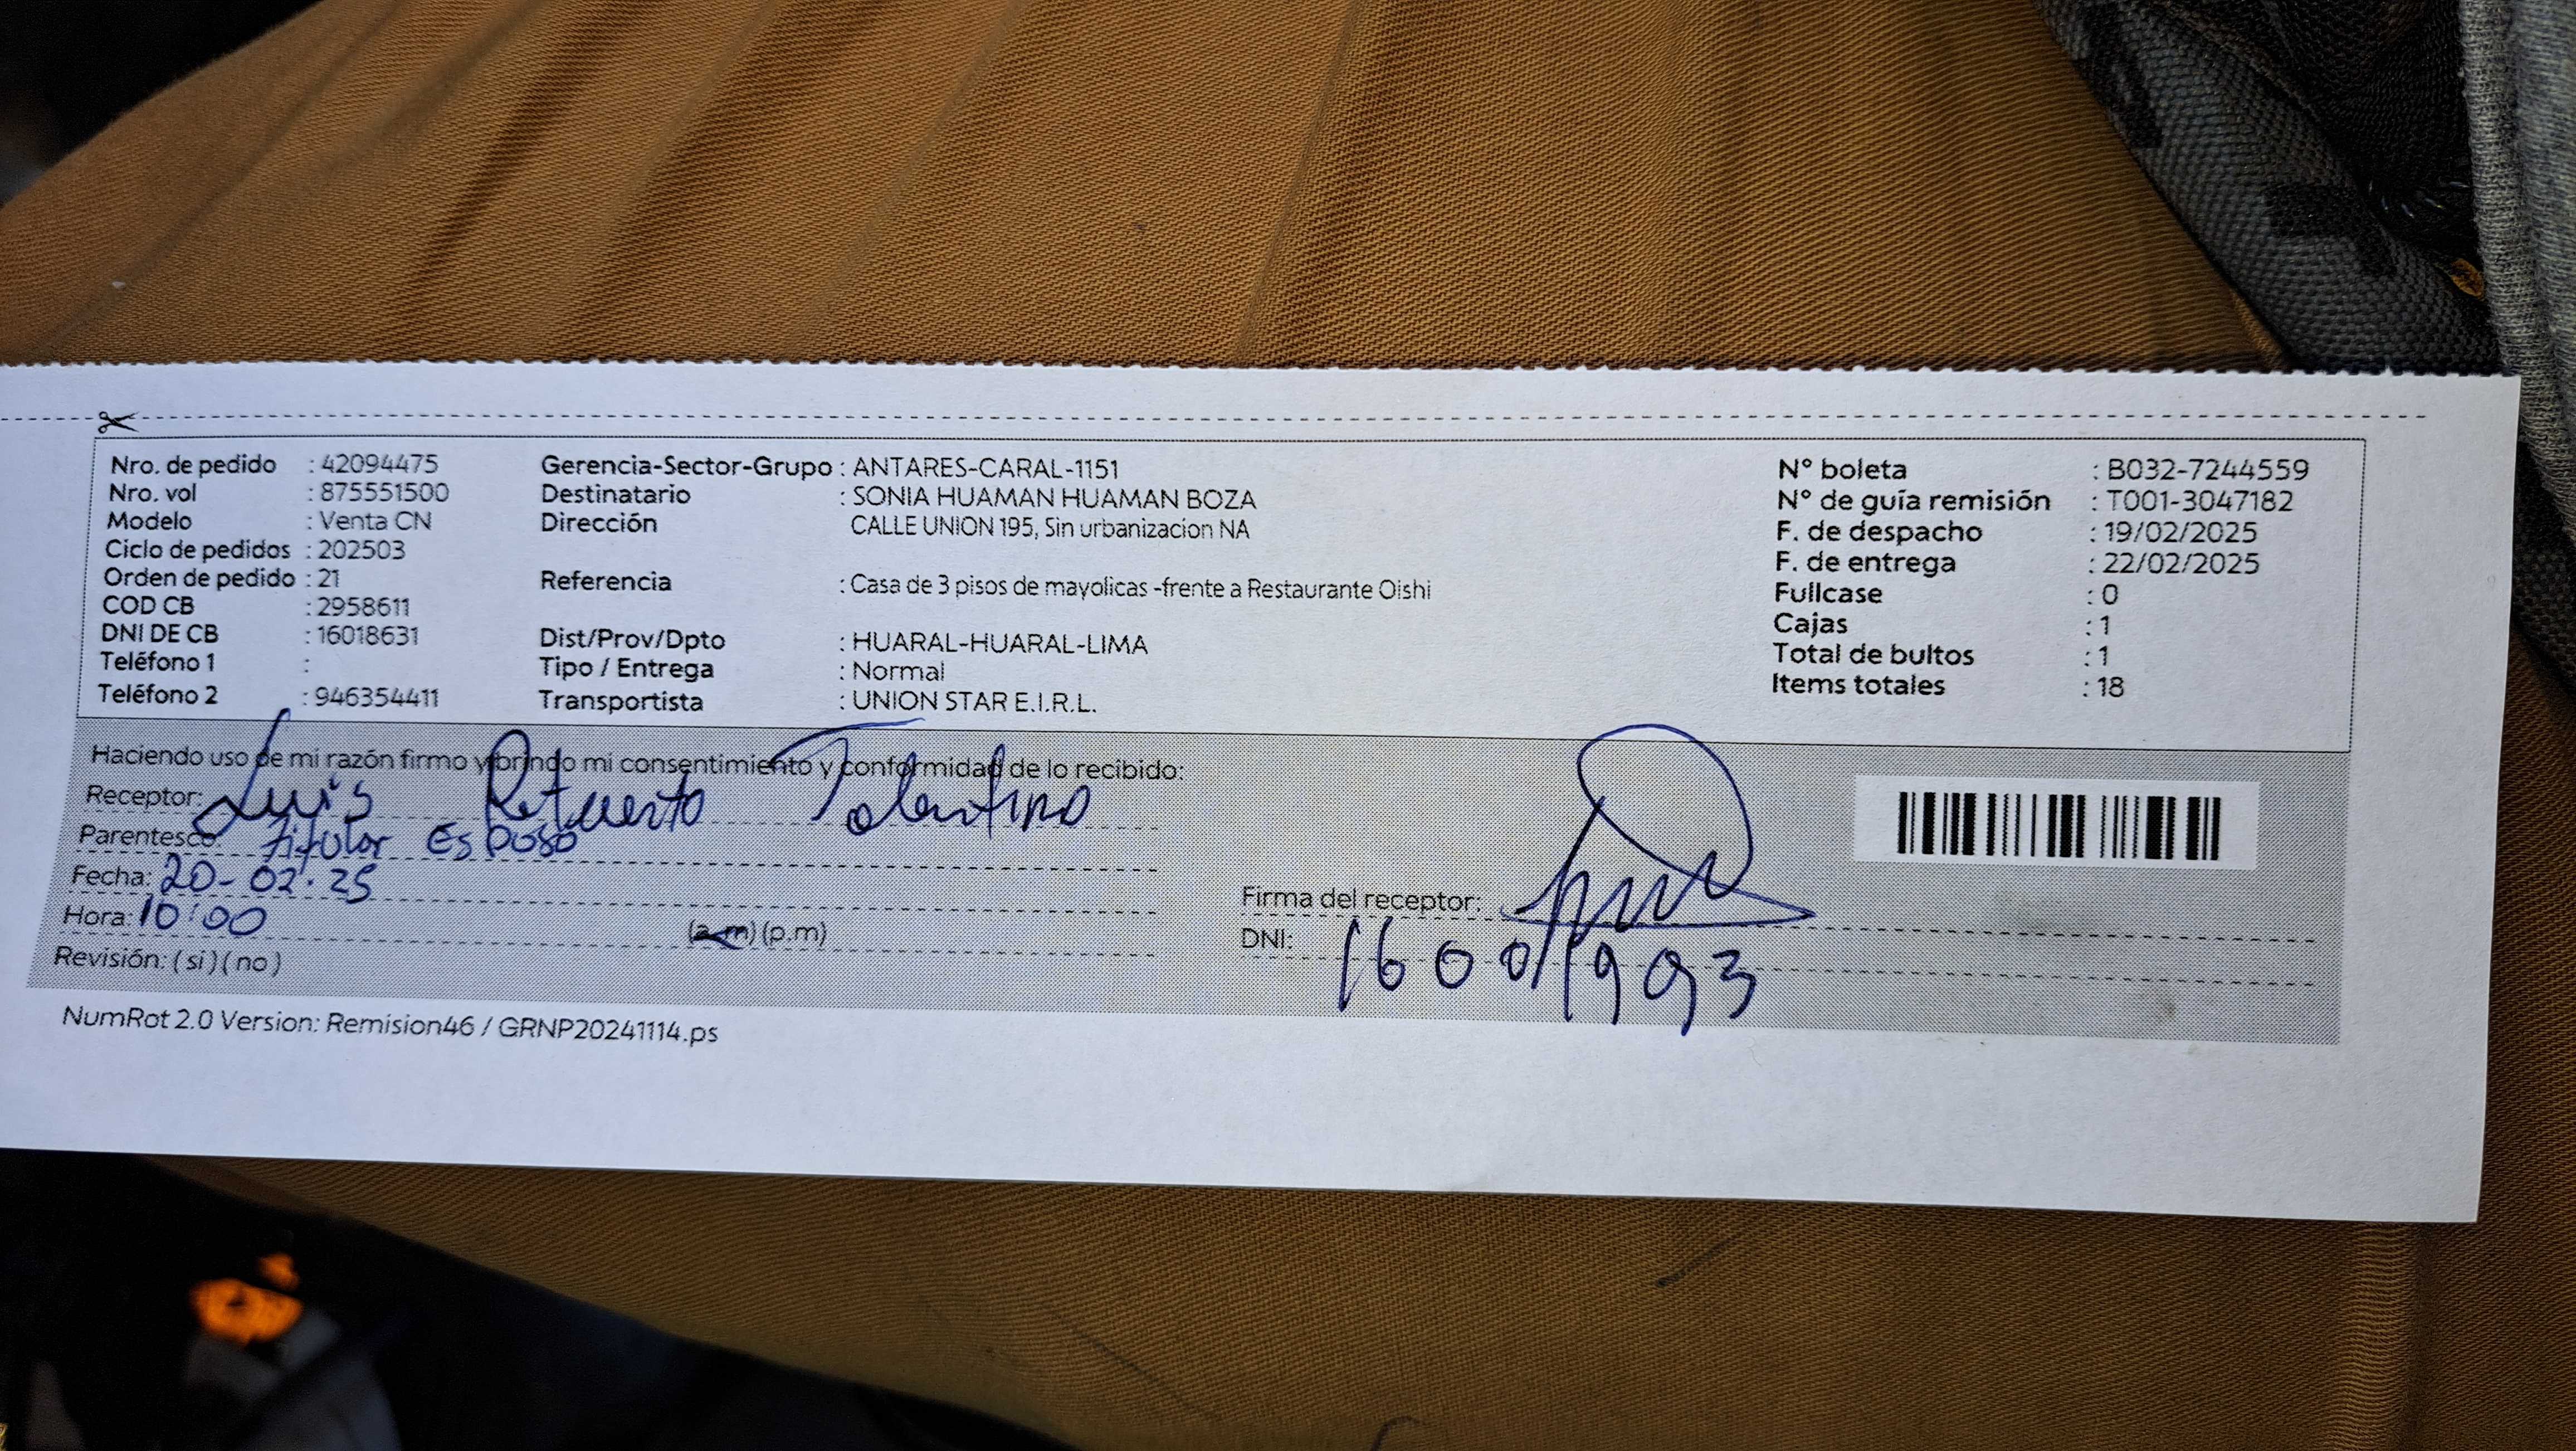 Nro. de pedido : 42094475
Nro. vol : 875551500
Modelo : Venta CN
Ciclo de pedidos : 202503
Orden de pedido : 21
COD CB : 2958611
DNI DE CB : 16018631
Teléfono 1 :
Teléfono 2 : 946354411
Gerencia-Sector-Grupo : ANTARES-CARAL-1151
Destinatario : SONIA HUAMAN HUAMAN BOZA
Dirección CALLE UNION 195, Sin urbanizacion NA
Referencia : Casa de 3 pisos de mayolicas -frente a Restaurante Oishi
Dist/Prov/Dpto : HUARAL-HUARAL-LIMA
Tipo / Entrega : Normal
Transportista : UNION STAR E.I.R.L.
N° boleta : B032-7244559
N° de guía remisión : T001-3047182
F. de despacho : 19/02/2025
F. de entrega : 22/02/2025
Fullcase : 0
Cajas : 1
Total de bultos : 1
Items totales : 18
Haciendo uso de mi razón firmo y brindo mi consentimiento y conformidad de lo recibido:
Receptor: Luis Retuerto Tolentino
Parentesco: titular Esposo
Fecha: 20-02-25
Hora: 10:00 (a.m) (p.m)
Revisión: (si) (no)
Firma del receptor:
DNI: 16001993
NumRot 2.0 Version: Remision46 / GRNP20241114.ps